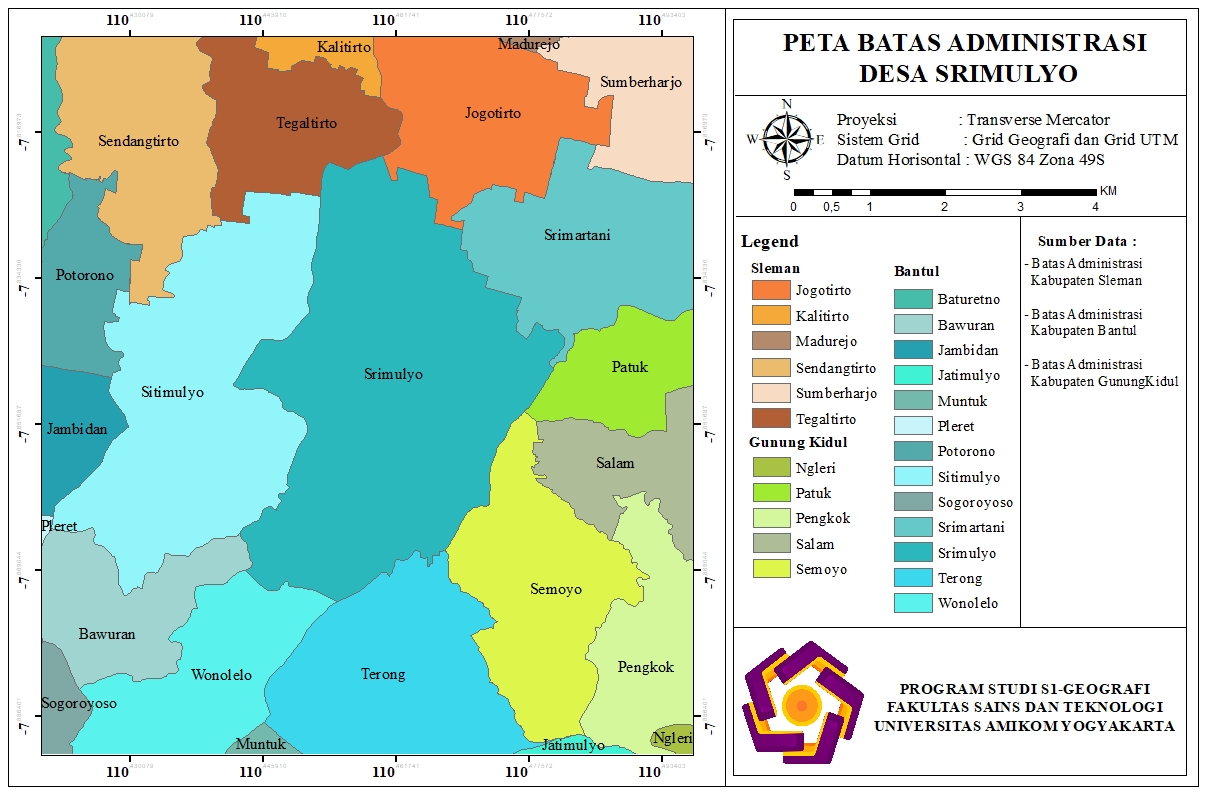 PETA BATAS ADMINISTRASI
DESA SRIMULYO
N
W E
S
Proyeksi : Transverse Mercator
Sistem Grid : Grid Geografi dan Grid UTM
Datum Horisontal : WGS 84 Zona 49S
KM
0 0,5 1 2 3 4
Legend
Sleman
Jogotirto
Kalitirto
Madurejo
Sendangtirto
Sumberharjo
Tegaltirto
Gunung Kidul
Ngleri
Patuk
Pengkok
Salam
Semoyo
Bantul
Baturetno
Bawuran
Jambidan
Jatimulyo
Muntuk
Pleret
Potorono
Sitimulyo
Sogoroyoso
Srimartani
Srimulyo
Terong
Wonolelo
Sumber Data :
- Batas Administrasi
Kabupaten Sleman
- Batas Administrasi
Kabupaten Bantul
- Batas Administrasi
Kabupaten GunungKidul
PROGRAM STUDI S1-GEOGRAFI
FAKULTAS SAINS DAN TEKNOLOGI
UNIVERSITAS AMIKOM YOGYAKARTA
110 110 110 110 110
Kalitirto
Madurejo
Sumberharjo
Jogotirto
Tegaltirto
Sendangtirto
-7 -7
Srimartani
Potorono
-7 -7
Patuk
Srimulyo
Sitimulyo
Jambidan
-7 -7
Salam
Pleret
-7 -7
Semoyo
Bawuran
Pengkok
Wonolelo
Terong
Sogoroyoso
-7 -7
Muntuk
Jatimulyo
Ngleri
110 110 110 110 110